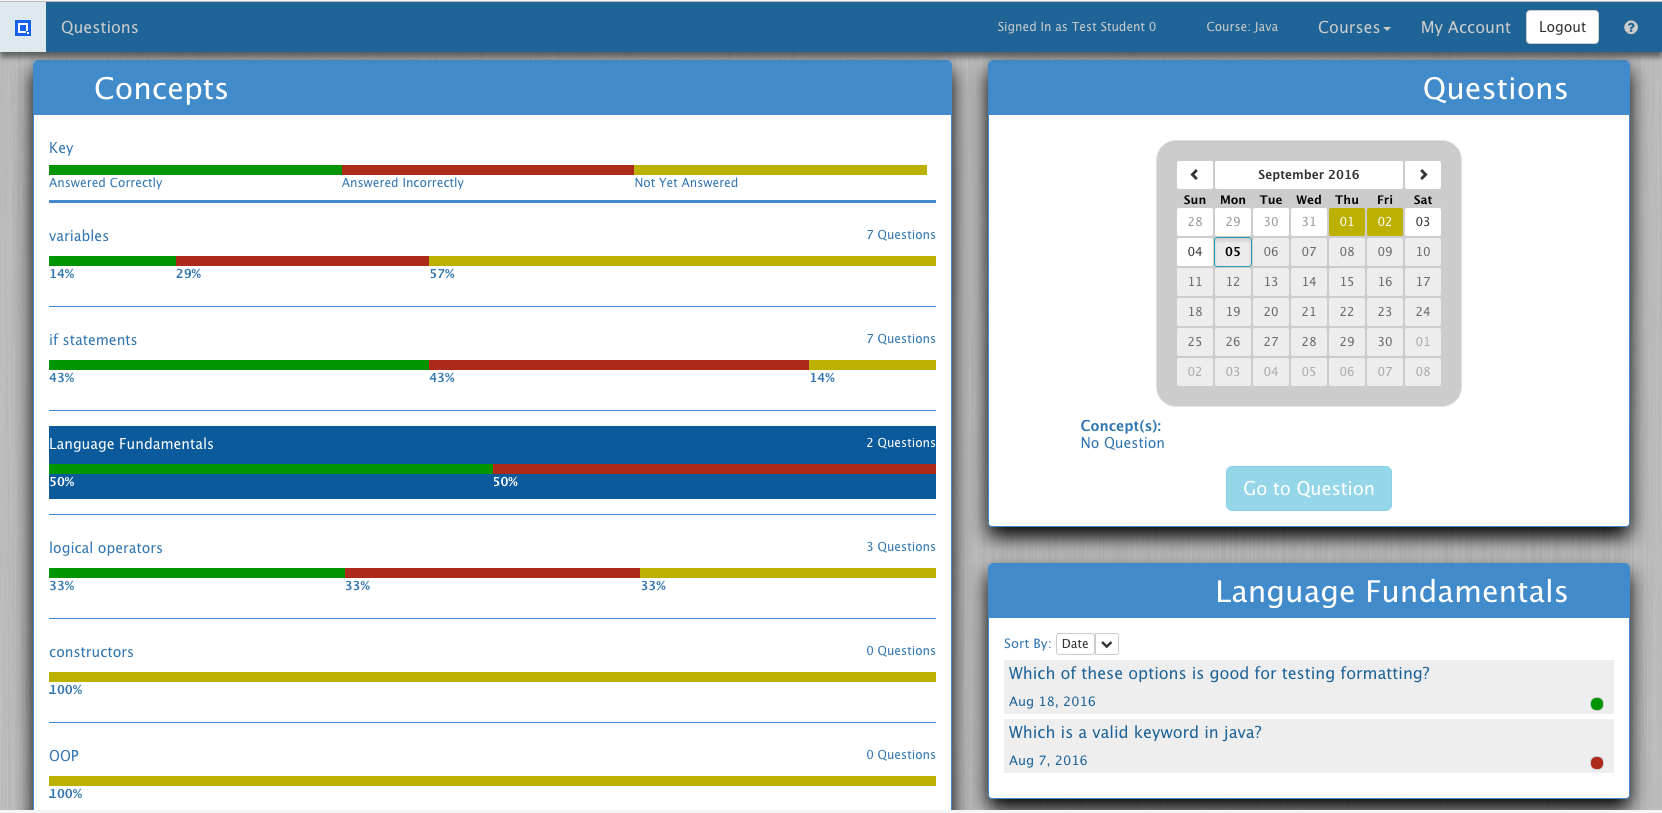 Questions
Signed In as Test Student 0
Course: Java
Courses
My Account
Logout
Concepts
Key
Answered Correctly
Answered Incorrectly
Not Yet Answered
variables
7 Questions
14%
29%
57%
if statements
7 Questions
43%
43%
14%
Language Fundamentals
2 Questions
50%
50%
logical operators
3 Questions
33%
33%
33%
constructors
0 Questions
100%
OOP
0 Questions
100%
Questions
September 2016
Sun Mon Tue Wed Thu Fri Sat
28 29 30 31 01 02 03
04 05 06 07 08 09 10
11 12 13 14 15 16 17
18 19 20 21 22 23 24
25 26 27 28 29 30 01
02 03 04 05 06 07 08
Concept(s):
No Question
Go to Question
Language Fundamentals
Sort By: Date
Which of these options is good for testing formatting?
Aug 18, 2016
Which is a valid keyword in java?
Aug 7, 2016